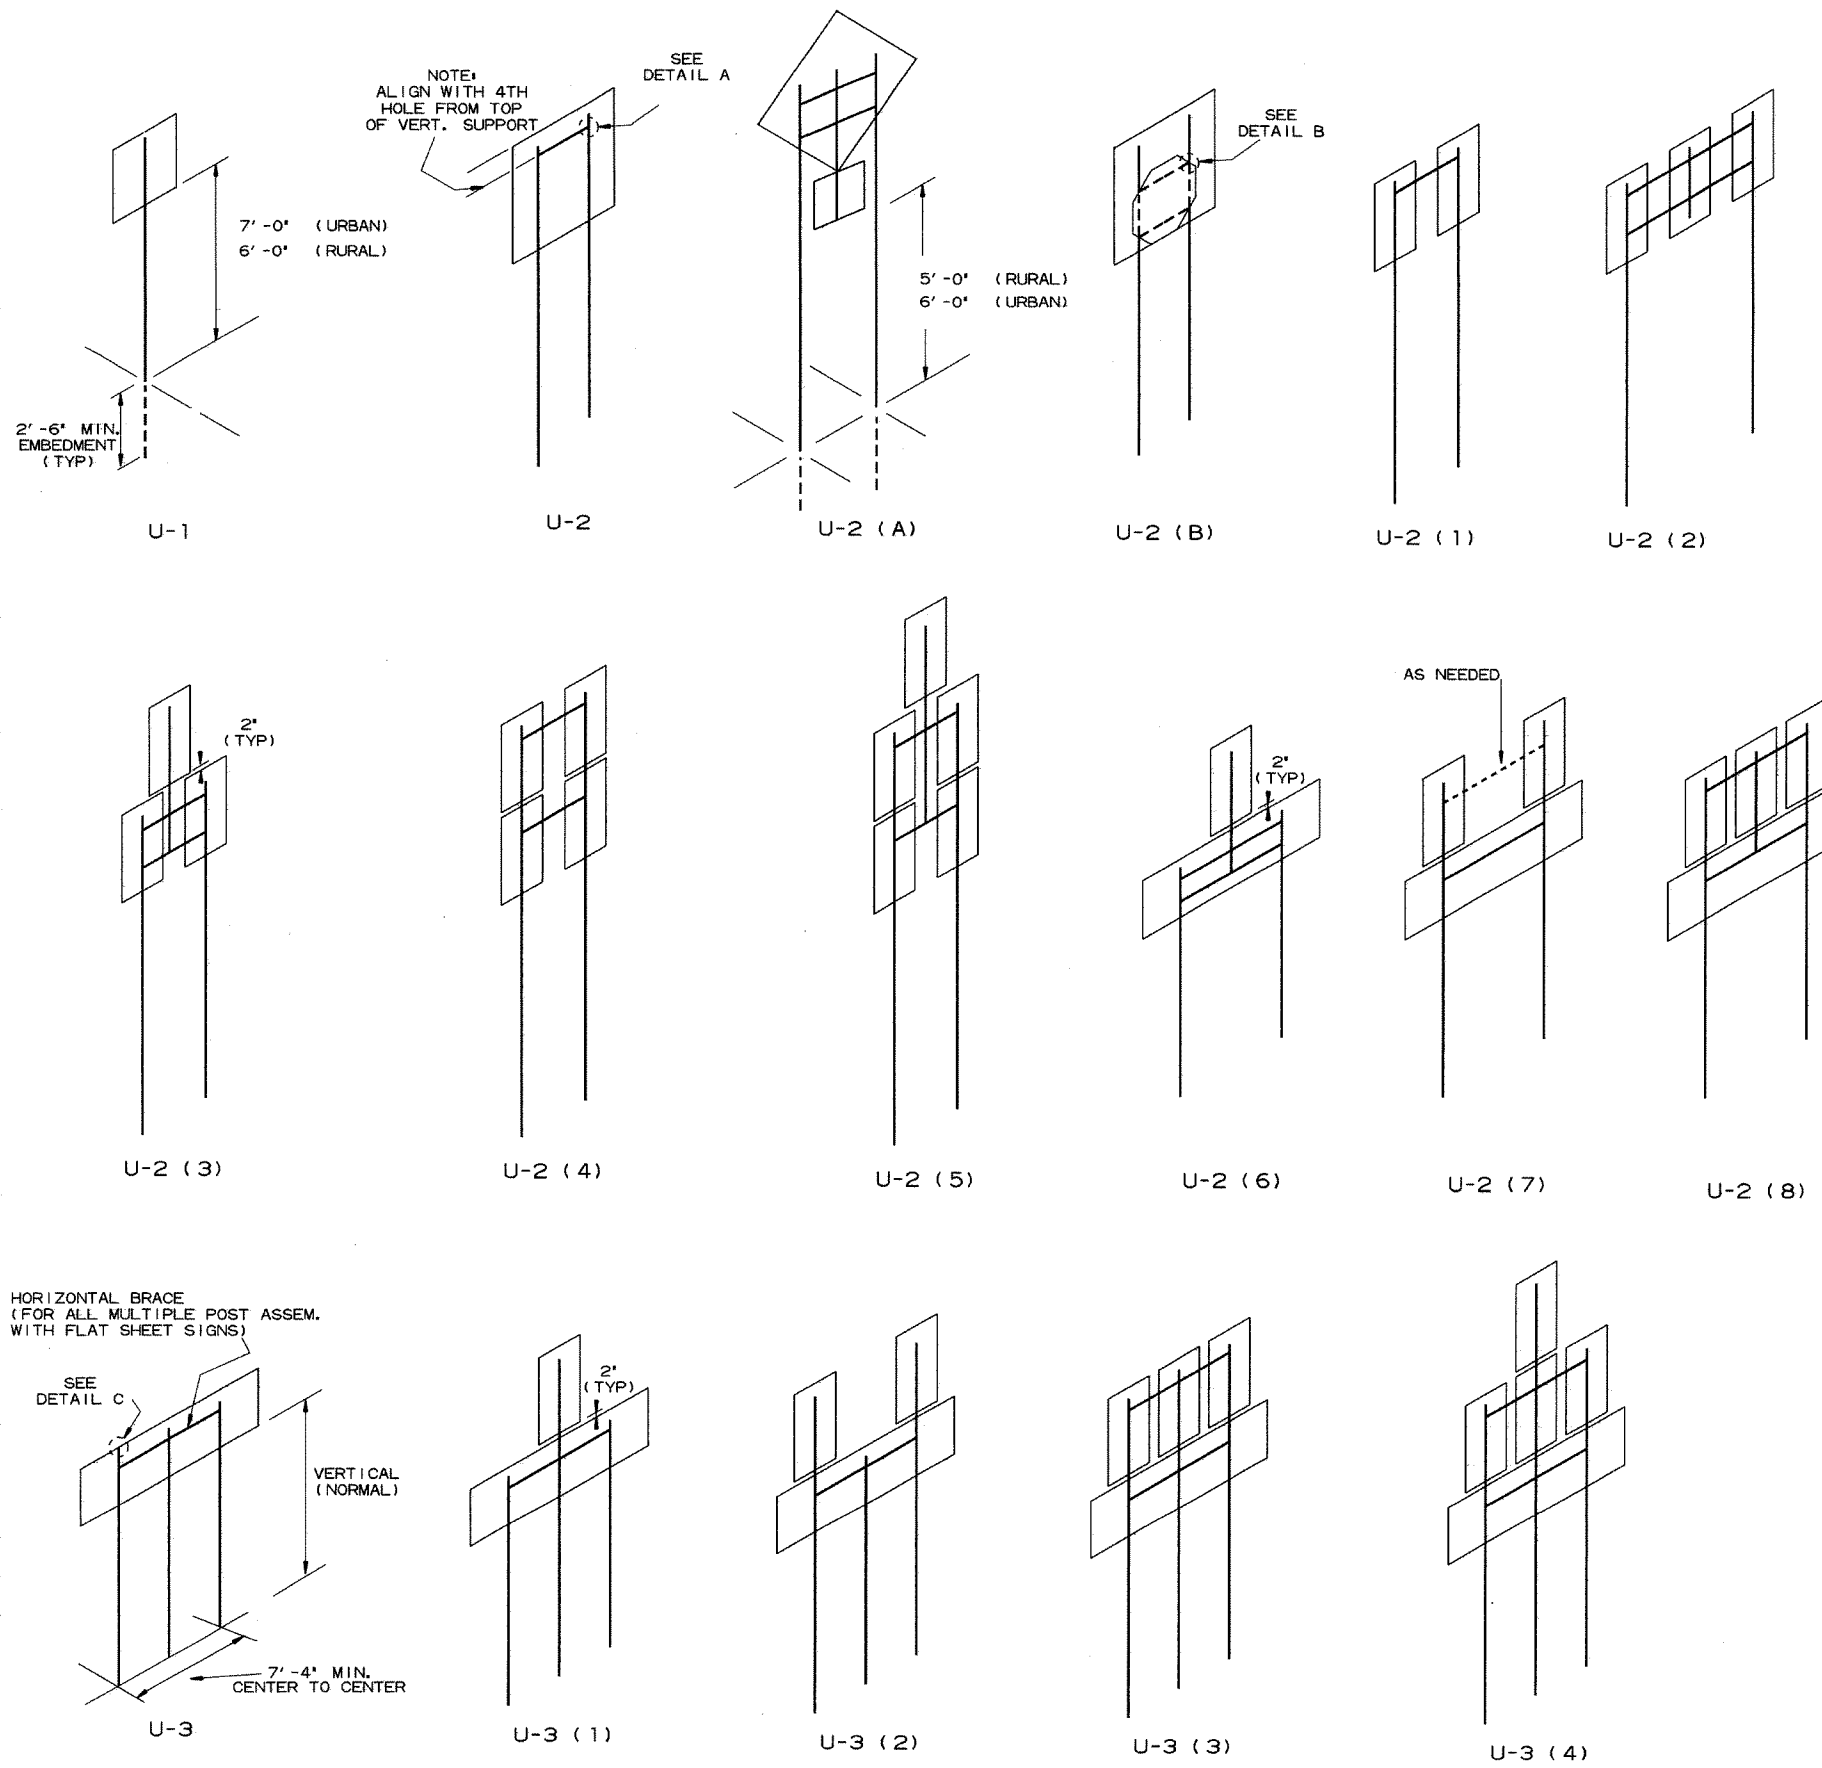 NOTE:
ALIGN WITH 4TH
HOLE FROM TOP
OF VERT. SUPPORT
SEE
DETAIL A
SEE
DETAIL B
7'-0" (URBAN)
6'-0" (RURAL)
5'-0" (RURAL)
6'-0" (URBAN)
2'-6" MIN.
EMBEDMENT
(TYP)
U-1
U-2
U-2 (A)
U-2 (B)
U-2 (1)
U-2 (2)
2"
(TYP)
2"
(TYP)
AS NEEDED
U-2 (3)
U-2 (4)
U-2 (5)
U-2 (6)
U-2 (7)
U-2 (8)
HORIZONTAL BRACE
(FOR ALL MULTIPLE POST ASSEM.
WITH FLAT SHEET SIGNS)
SEE
DETAIL C
VERTICAL
(NORMAL)
7'-4" MIN.
CENTER TO CENTER
2"
(TYP)
U-3
U-3 (1)
U-3 (2)
U-3 (3)
U-3 (4)